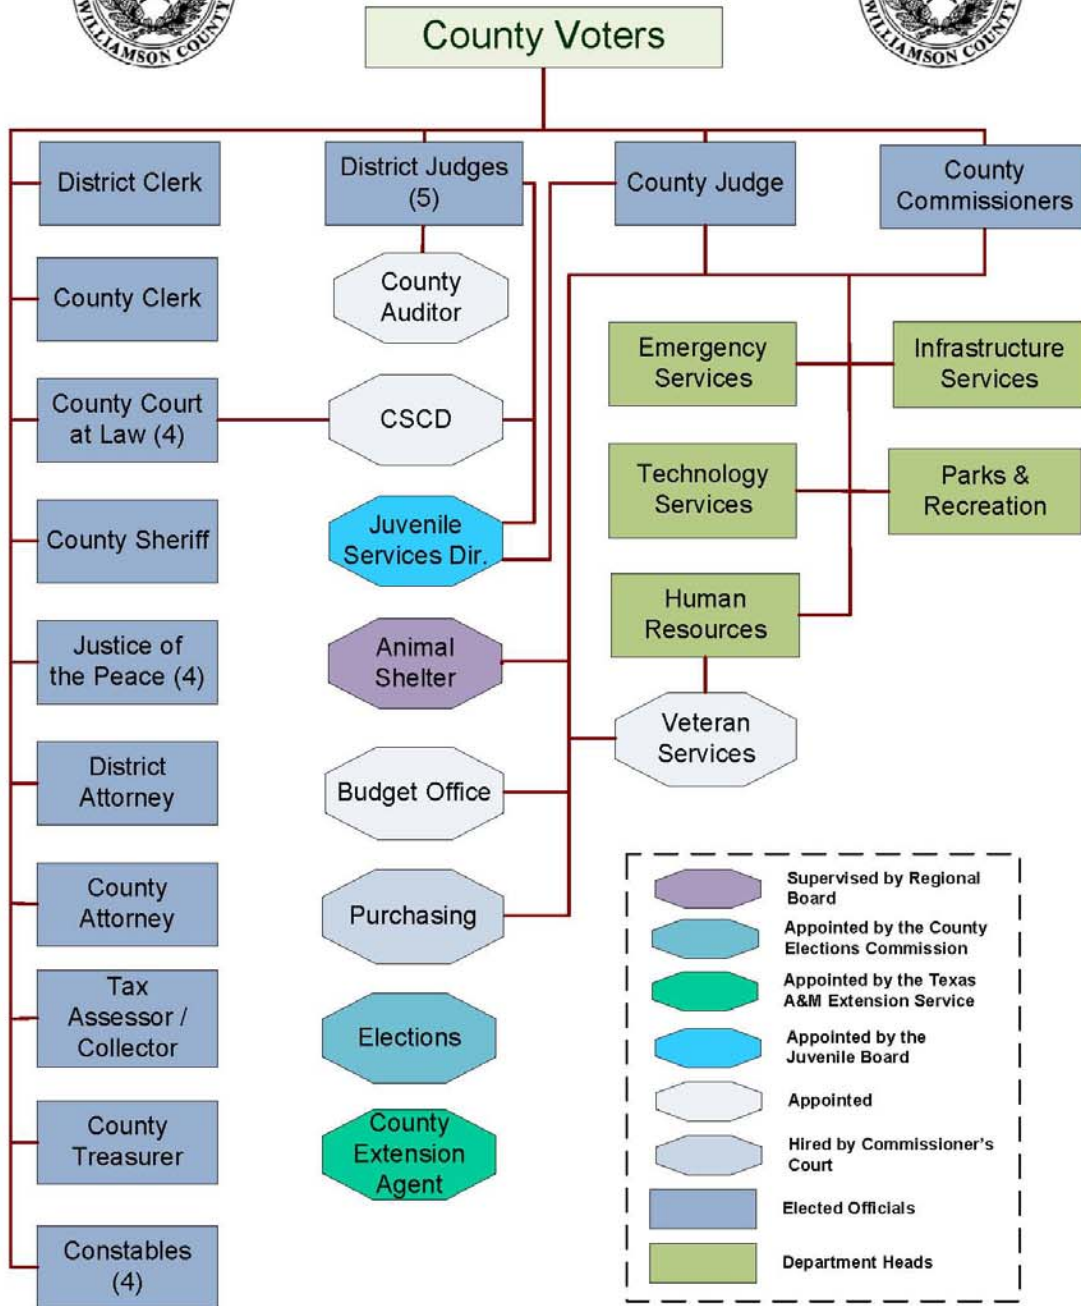 WILLIAMSON COUNTY
WILLIAMSON COUNTY
County Voters
District Clerk
District Judges
(5)
County Judge
County
Commissioners
County Clerk
County
Auditor
Emergency
Services
Infrastructure
Services
County Court
at Law (4)
CSCD
Technology
Services
Parks &
Recreation
County Sheriff
Juvenile
Services Dir.
Human
Resources
Justice of
the Peace (4)
Animal
Shelter
Veteran
Services
District
Attorney
Budget Office
County
Attorney
Purchasing
Tax
Assessor /
Collector
Elections
County
Treasurer
County
Extension
Agent
Constables
(4)
Supervised by Regional
Board
Appointed by the County
Elections Commission
Appointed by the Texas
A&M Extension Service
Appointed by the
Juvenile Board
Appointed
Hired by Commissioner's
Court
Elected Officials
Department Heads